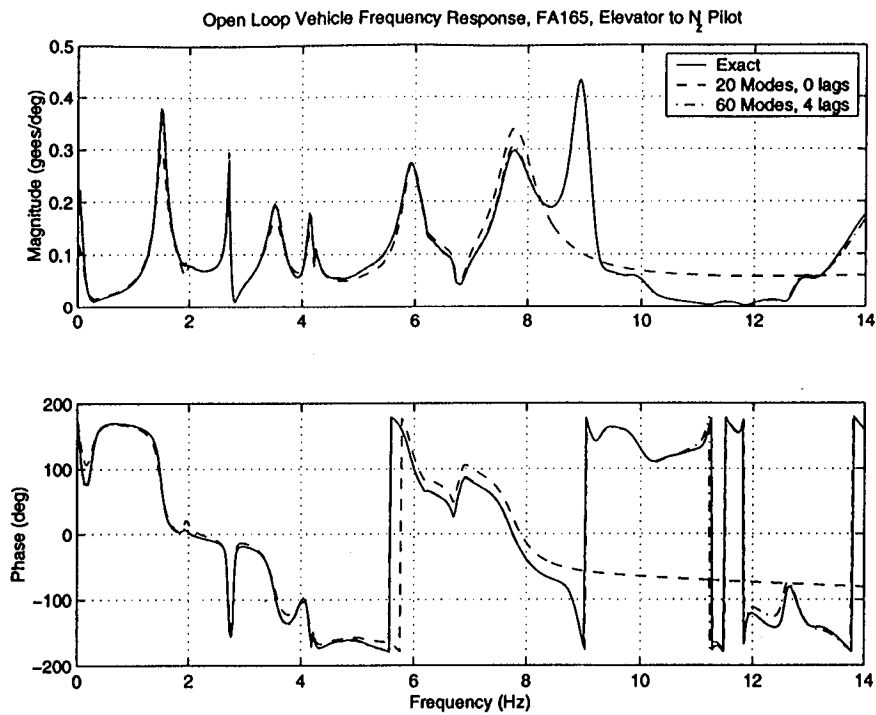 Open Loop Vehicle Frequency Response, FA165, Elevator to Nz Pilot
0.5
0.4
0.3
0.2
0.1
0
Magnitude (gees/deg)
Exact
20 Modes, 0 lags
60 Modes, 4 lags
0 2 4 6 8 10 12 14
200
100
0
−100
−200
Phase (deg)
0 2 4 6 8 10 12 14
Frequency (Hz)